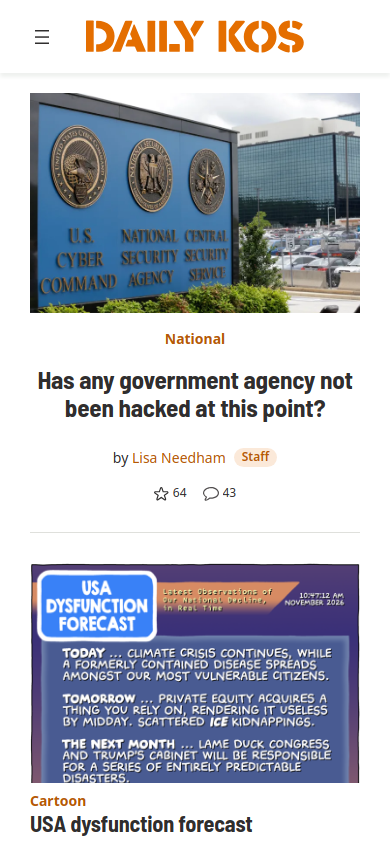 DAILY KOS
U.S. CYBER COMMAND
NATIONAL SECURITY AGENCY
CENTRAL SECURITY SERVICE
National
Has any government agency not
been hacked at this point?
by Lisa Needham Staff
64 43
USA
DYSFUNCTION
FORECAST
Latest Observations of
Our National Decline,
in Real Time
10:47:12 AM
NOVEMBER 2026
TODAY ... CLIMATE CRISIS CONTINUES, WHILE
A FORMERLY CONTAINED DISEASE SPREADS
AMONGST OUR MOST VULNERABLE CITIZENS.
TOMORROW ... PRIVATE EQUITY ACQUIRES A
THING YOU RELY ON, RENDERING IT USELESS
BY MIDDAY. SCATTERED ICE KIDNAPPINGS.
THE NEXT MONTH ... LAME DUCK CONGRESS
AND TRUMP'S CABINET WILL BE RESPONSIBLE
FOR A SERIES OF ENTIRELY PREDICTABLE
DISASTERS.
Cartoon
USA dysfunction forecast